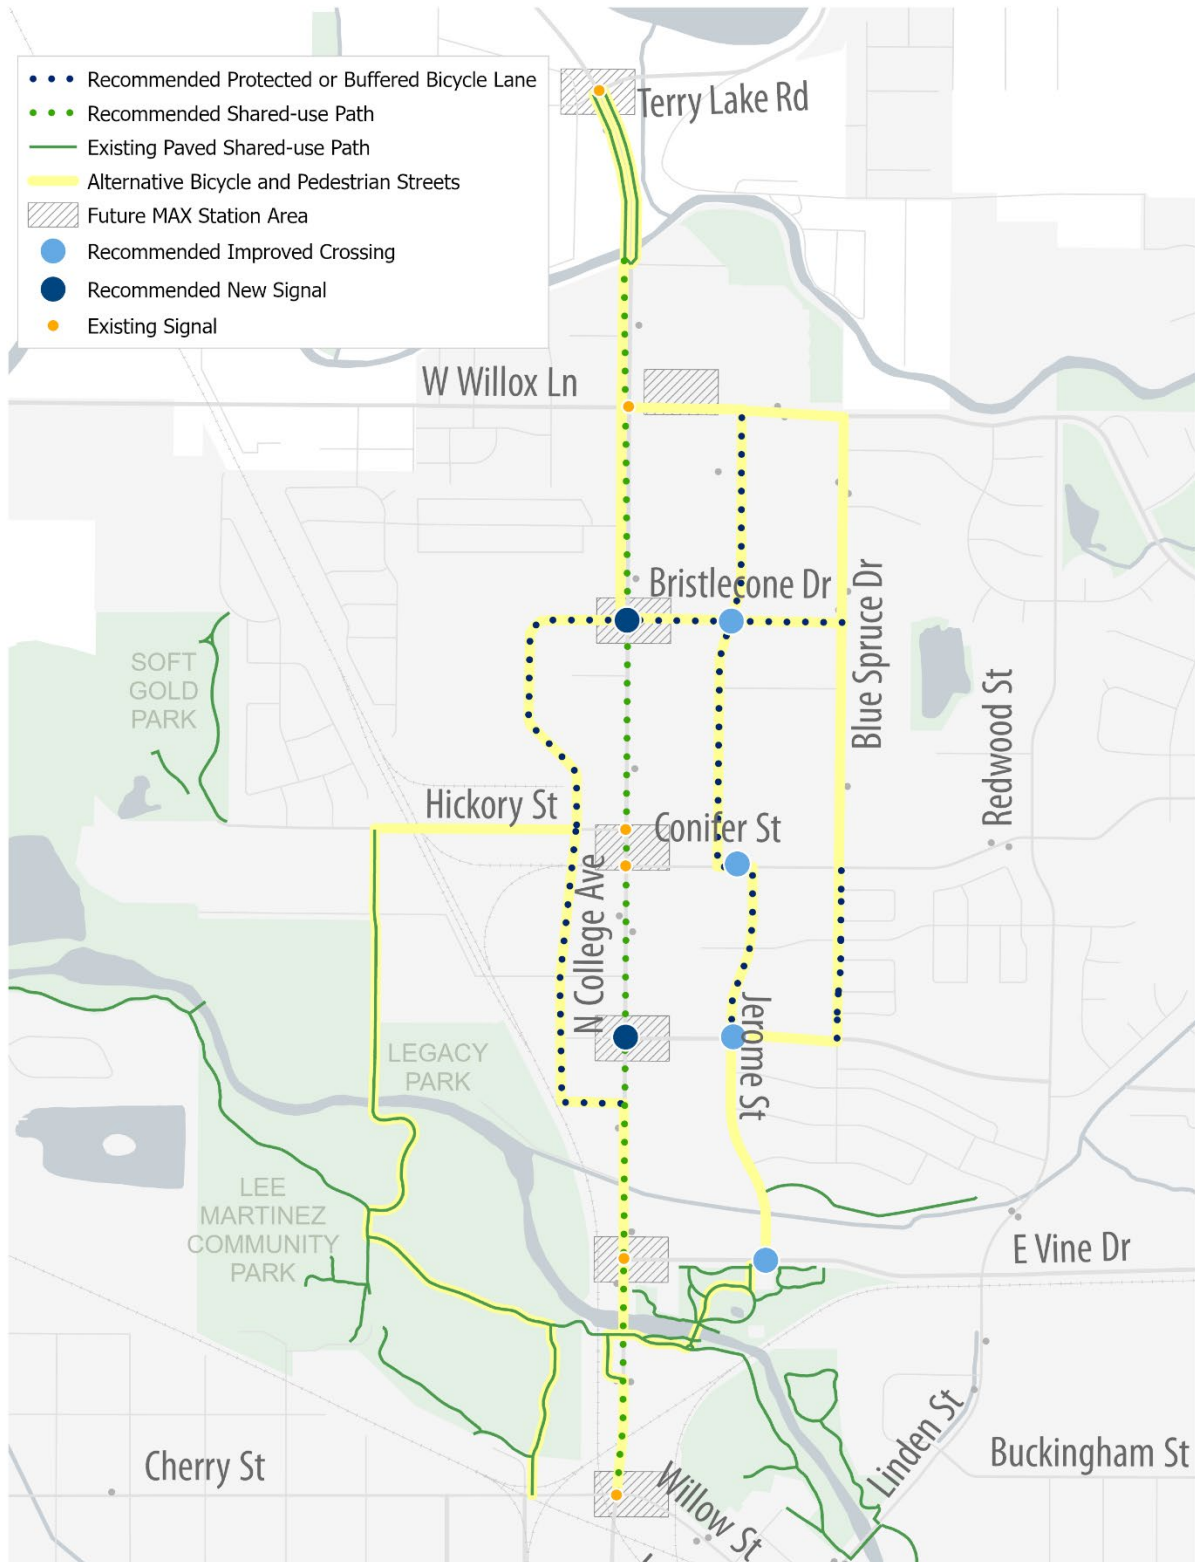 Recommended Protected or Buffered Bicycle Lane
Recommended Shared-use Path
Existing Paved Shared-use Path
Alternative Bicycle and Pedestrian Streets
Future MAX Station Area
Recommended Improved Crossing
Recommended New Signal
Existing Signal
Terry Lake Rd
W Willox Ln
Bristlecone Dr
Blue Spruce Dr
SOFT
GOLD
PARK
Redwood St
Hickory St
Conifer St
N College Ave
Jerome St
LEGACY
PARK
LEE
MARTINEZ
COMMUNITY
PARK
E Vine Dr
Linden St
Buckingham St
Cherry St
Willow St